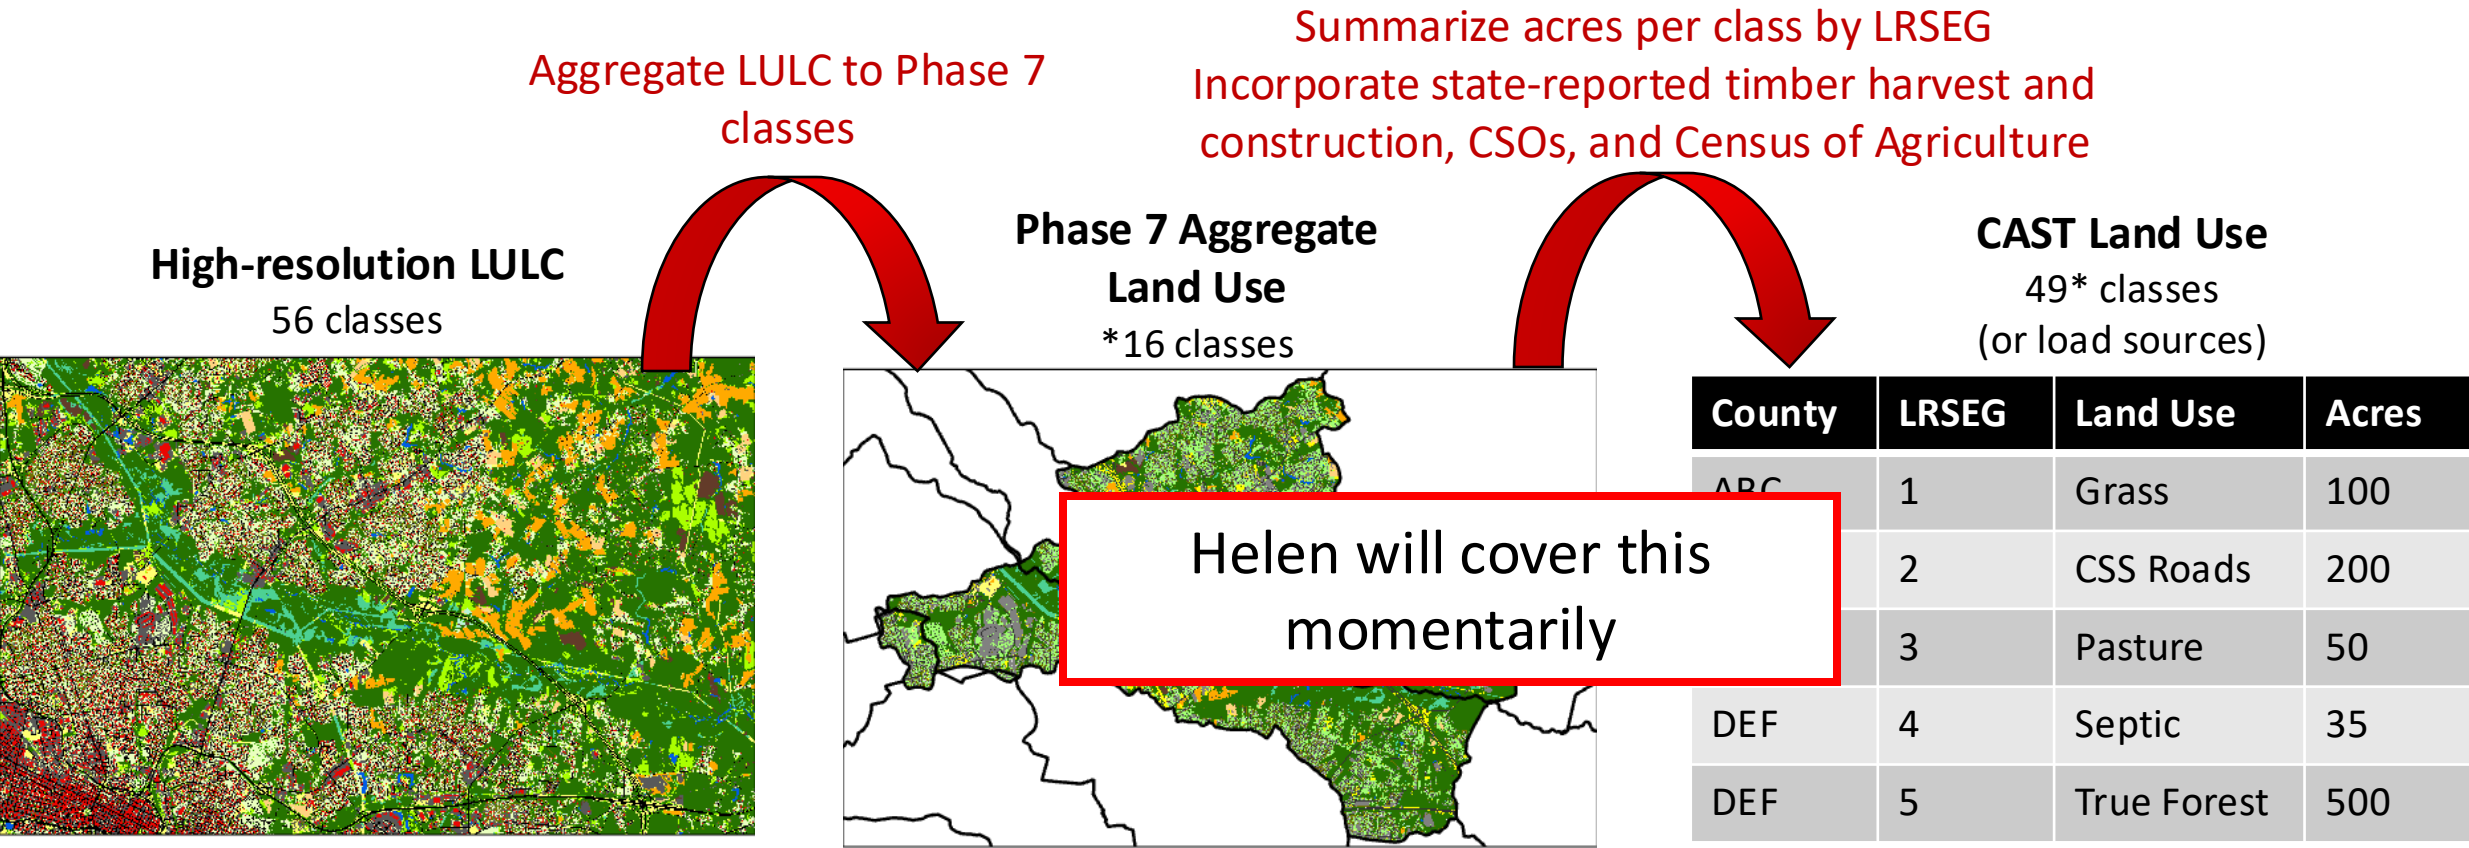 Summarize acres per class by LRSEG
Incorporate state-reported timber harvest and
construction, CSOs, and Census of Agriculture
Aggregate LULC to Phase 7
classes
High-resolution LULC
56 classes
Phase 7 Aggregate
Land Use
*16 classes
CAST Land Use
49* classes
(or load sources)
County LRSEG Land Use Acres
ABC 1 Grass 100
2 CSS Roads 200
3 Pasture 50
DEF 4 Septic 35
DEF 5 True Forest 500
Helen will cover this
momentarily